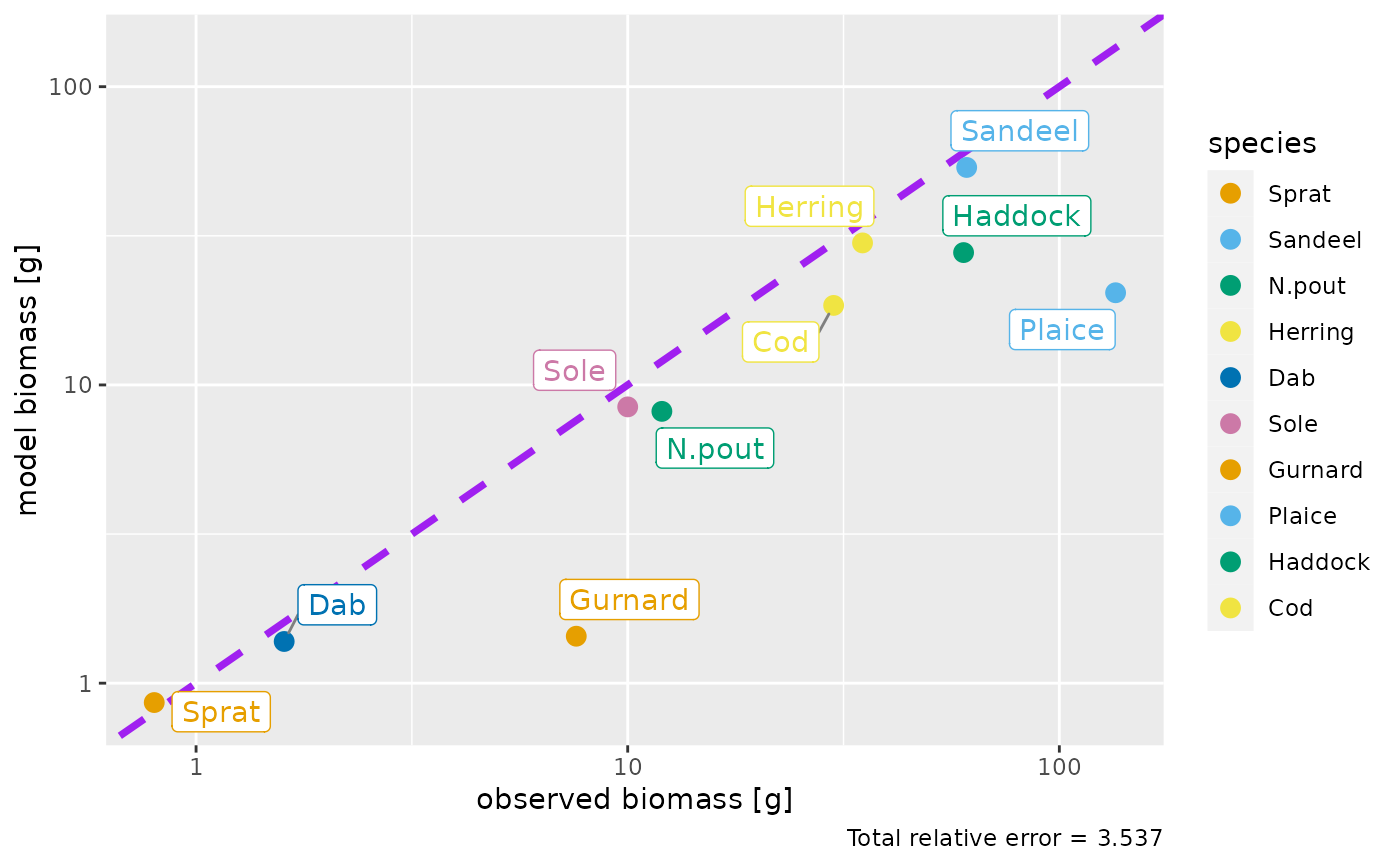 100
10
1
model biomass [g]
Sandeel
Herring
Haddock
Plaice
Cod
Sole
N.pout
Gurnard
Dab
Sprat
1
10
100
observed biomass [g]
Total relative error = 3.537
species
Sprat
Sandeel
N.pout
Herring
Dab
Sole
Gurnard
Plaice
Haddock
Cod